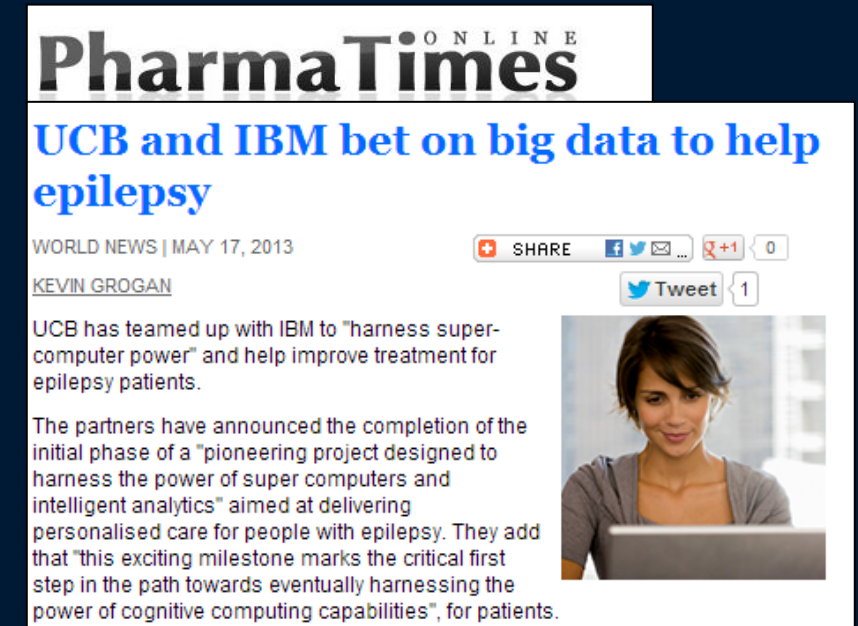 ONLINE
PharmaTimes
UCB and IBM bet on big data to help
epilepsy
WORLD NEWS | MAY 17, 2013
SHARE ...
+1 0
KEVIN GROGAN
Tweet 1
UCB has teamed up with IBM to "harness super-
computer power" and help improve treatment for
epilepsy patients.
The partners have announced the completion of the
initial phase of a "pioneering project designed to
harness the power of super computers and
intelligent analytics" aimed at delivering
personalised care for people with epilepsy. They add
that "this exciting milestone marks the critical first
step in the path towards eventually harnessing the
power of cognitive computing capabilities", for patients.